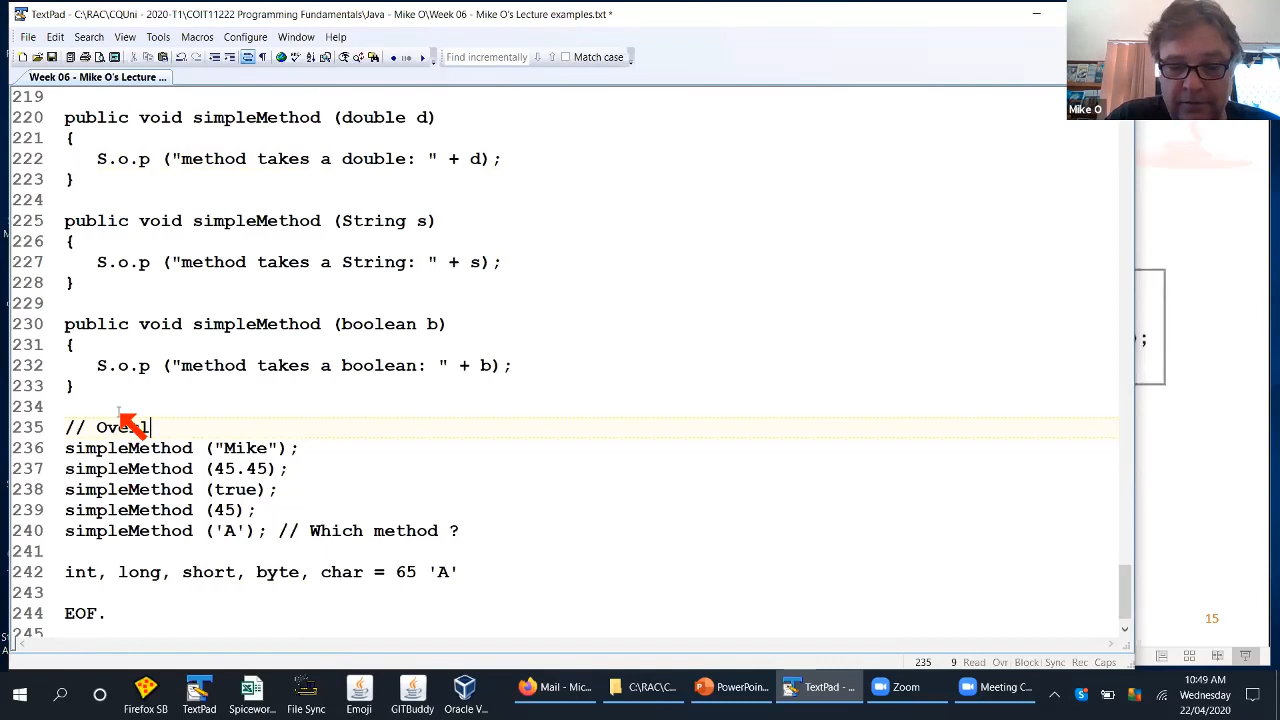 TextPad - C:\RAC\CQUni - 2020-T1\COIT11222 Programming Fundamentals\Java - Mike O\Week 06 - Mike O's Lecture examples.txt *
File Edit Search View Tools Macros Configure Window Help
Find incrementally Match case
Week 06 - Mike O's Lecture ...
Mike O
219
220 public void simpleMethod (double d)
221 {
222 S.o.p ("method takes a double: " + d);
223 }
224
225 public void simpleMethod (String s)
226 {
227 S.o.p ("method takes a String: " + s);
228 }
229
230 public void simpleMethod (boolean b)
231 {
232 S.o.p ("method takes a boolean: " + b);
233 }
234
235 // Overl
236 simpleMethod ("Mike");
237 simpleMethod (45.45);
238 simpleMethod (true);
239 simpleMethod (45);
240 simpleMethod ('A'); // Which method ?
241
242 int, long, short, byte, char = 65 'A'
243
244 EOF.
245
;
15
235 9 Read Ovr Block Sync Rec Caps
Firefox SB TextPad Spicewor... File Sync Emoji GITBuddy Oracle V...
Mail - Mic... C:\RAC\C... PowerPoin... TextPad - ... Zoom Meeting C...
10:49 AM
Wednesday
22/04/2020